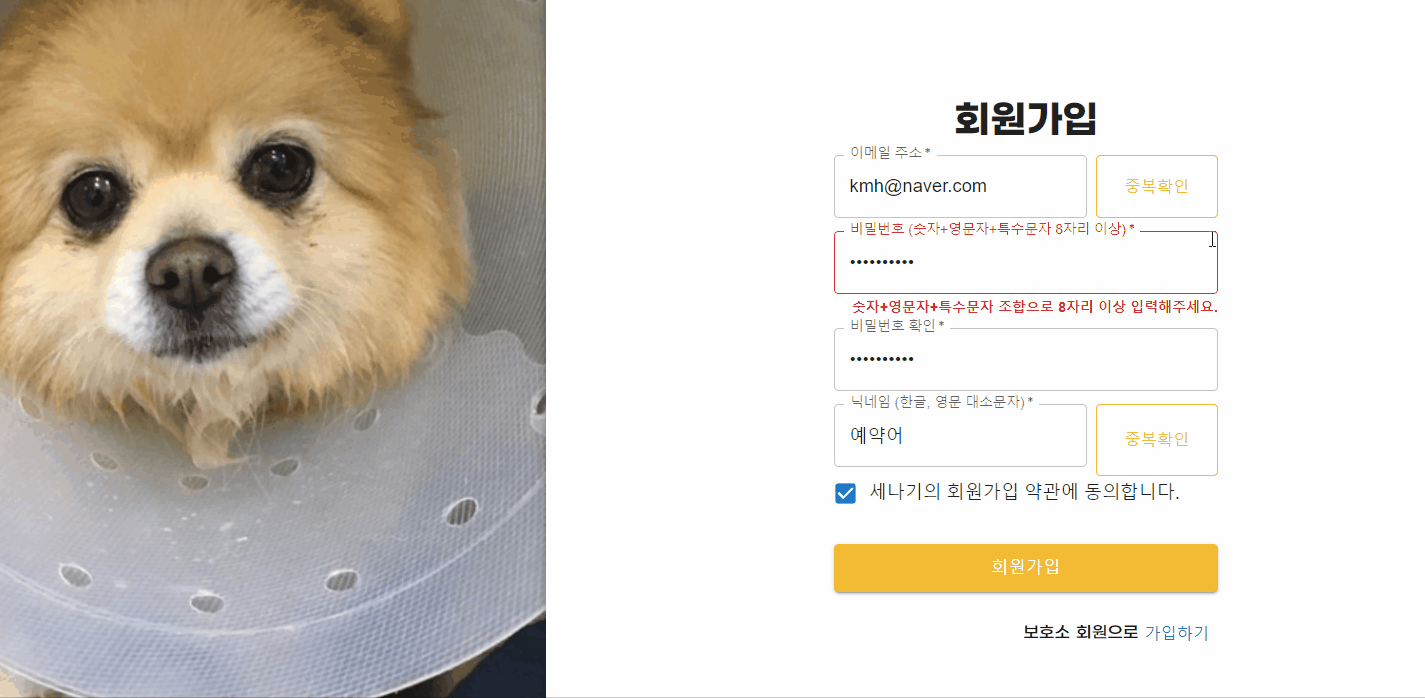 회원가입
이메일 주소 *
kmh@naver.com
중복확인
비밀번호 (숫자+영문자+특수문자 8자리 이상) *
••••••••••
숫자+영문자+특수문자 조합으로 8자리 이상 입력해주세요.
비밀번호 확인 *
••••••••••
닉네임 (한글, 영문 대소문자) *
예약어
중복확인
세나기의 회원가입 약관에 동의합니다.
회원가입
보호소 회원으로 가입하기